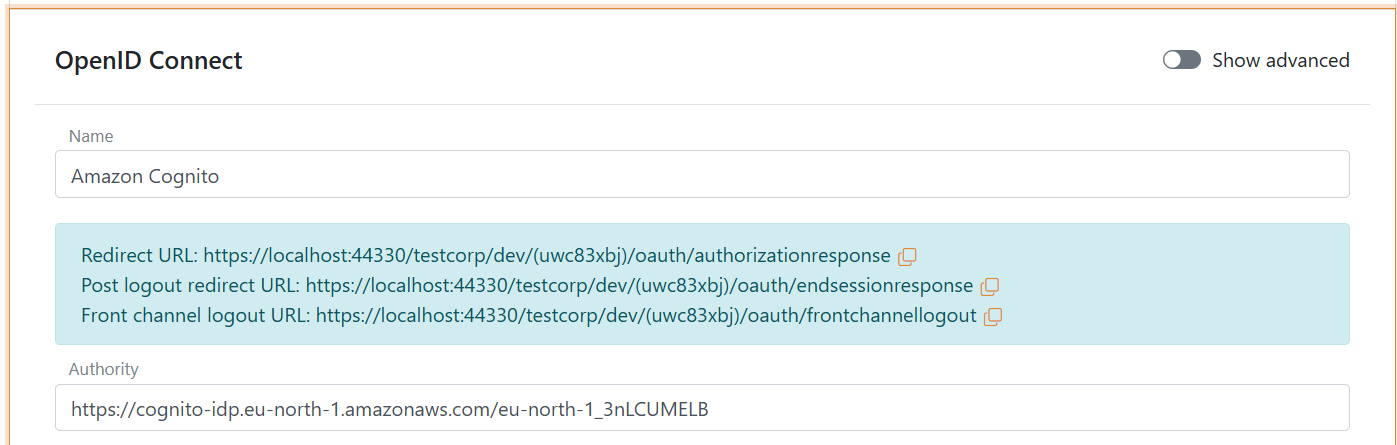 OpenID Connect
Show advanced
Name
Amazon Cognito
Redirect URL: https://localhost:44330/testcorp/dev/(uwc83xbj)/oauth/authorizationresponse
Post logout redirect URL: https://localhost:44330/testcorp/dev/(uwc83xbj)/oauth/endsessionresponse
Front channel logout URL: https://localhost:44330/testcorp/dev/(uwc83xbj)/oauth/frontchannellogout
Authority
https://cognito-idp.eu-north-1.amazonaws.com/eu-north-1_3nLCUMELB